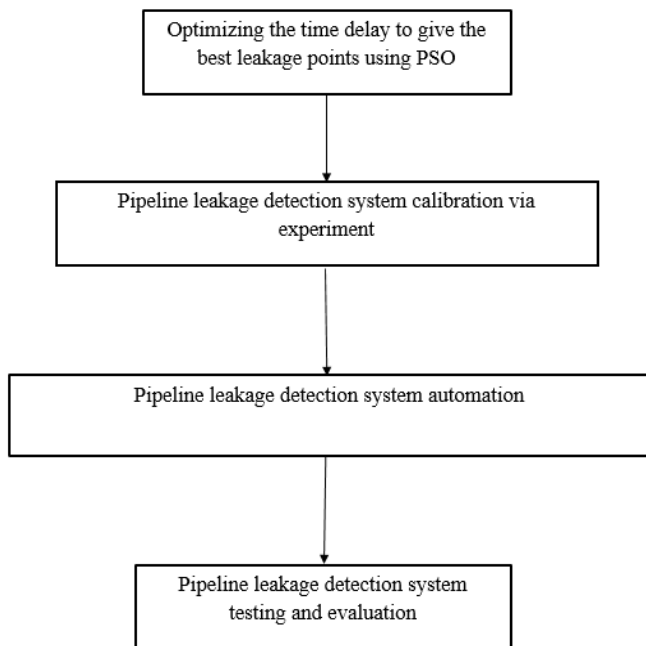 Optimizing the time delay to give the
best leakage points using PSO
Pipeline leakage detection system calibration via
experiment
Pipeline leakage detection system automation
Pipeline leakage detection system
testing and evaluation